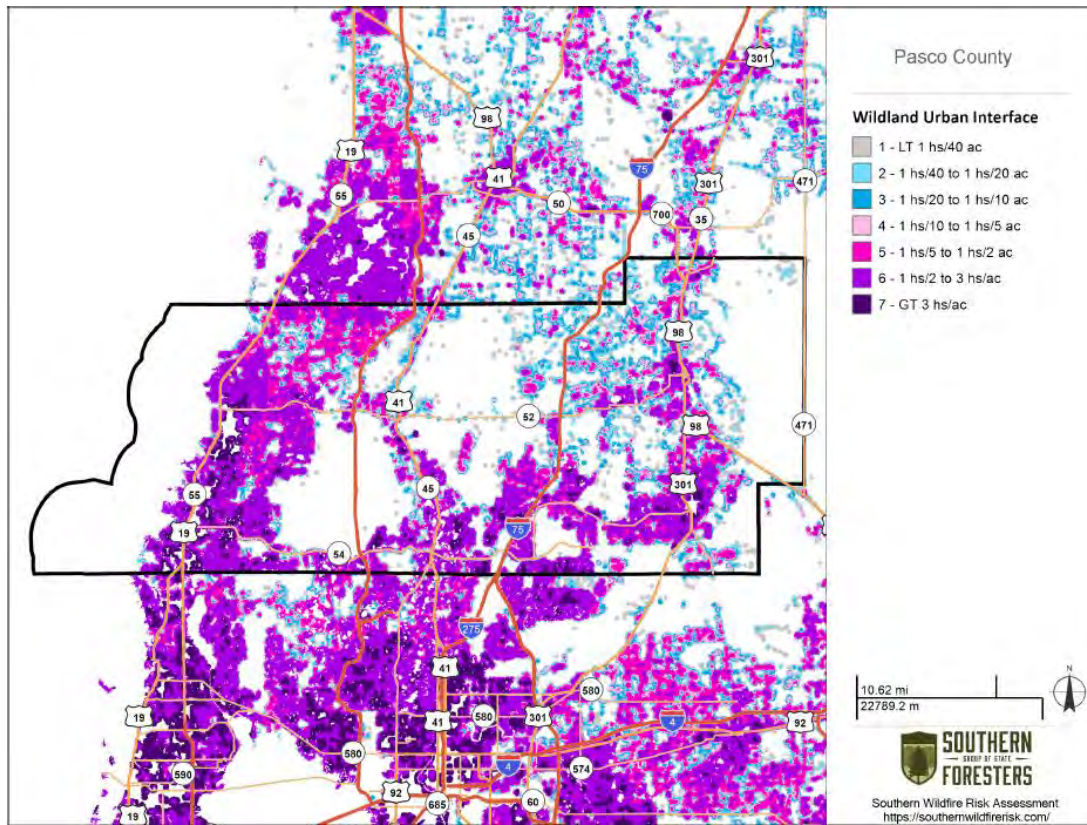 Pasco County
Wildland Urban Interface
1 - LT 1 hs/40 ac
2 - 1 hs/40 to 1 hs/20 ac
3 - 1 hs/20 to 1 hs/10 ac
4 - 1 hs/10 to 1 hs/5 ac
5 - 1 hs/5 to 1 hs/2 ac
6 - 1 hs/2 to 3 hs/ac
7 - GT 3 hs/ac
301
98
19
75
41
301
471
55
50
700
35
45
98
41
52
98
471
45
301
55
75
19
54
275
41
580
19
41
580
301
4
92
580
590
4
574
92
685
60
19
N
10.62 mi
22789.2 m
SOUTHERN
GROUP OF STATE
FORESTERS
Southern Wildfire Risk Assessment
https://southernwildfirerisk.com/